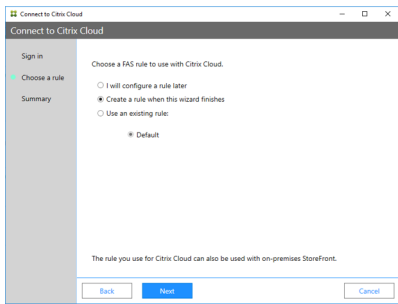 Connect to Citrix Cloud
Connect to Citrix Cloud
Sign in
Choose a rule
Summary
Choose a FAS rule to use with Citrix Cloud.
I will configure a rule later
Create a rule when this wizard finishes
Use an existing rule:
Default
The rule you use for Citrix Cloud can also be used with on-premises StoreFront.
Back
Next
Cancel